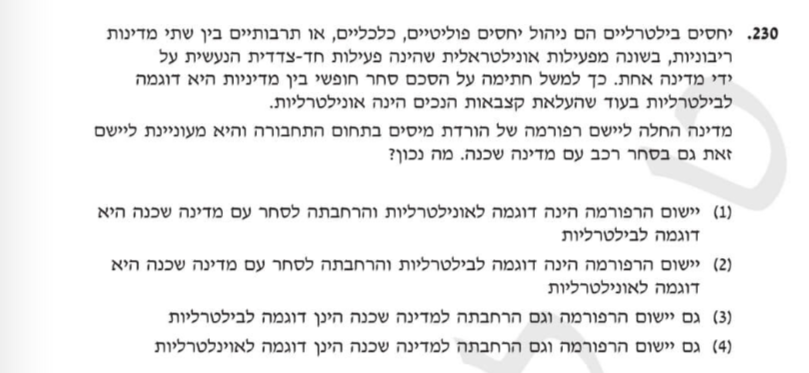 230. יחסים בילטרליים הם ניהול יחסים פוליטיים, כלכליים, או תרבותיים בין שתי מדינות
ריבוניות, בשונה מפעילות אונילטראלית שהינה פעילות חד-צדדית הנעשית על
ידי מדינה אחת. כך למשל חתימה על הסכם סחר חופשי בין מדיניות היא דוגמה
לבילטרליות בעוד שהעלאת קצבאות הנכים הינה אונילטרליות.
מדינה החלה ליישם רפורמה של הורדת מיסים בתחום התחבורה והיא מעוניינת ליישם
זאת גם בסחר רכב עם מדינה שכנה. מה נכון?
(1) יישום הרפורמה הינה דוגמה לאונילטרליות והרחבתה לסחר עם מדינה שכנה היא
דוגמה לבילטרליות
(2) יישום הרפורמה הינה דוגמה לבילטרליות והרחבתה לסחר עם מדינה שכנה היא
דוגמה לאונילטרליות
(3) גם יישום הרפורמה וגם הרחבתה למדינה שכנה הינן דוגמה לבילטרליות
(4) גם יישום הרפורמה וגם הרחבתה למדינה שכנה הינן דוגמה לאוינלטרליות